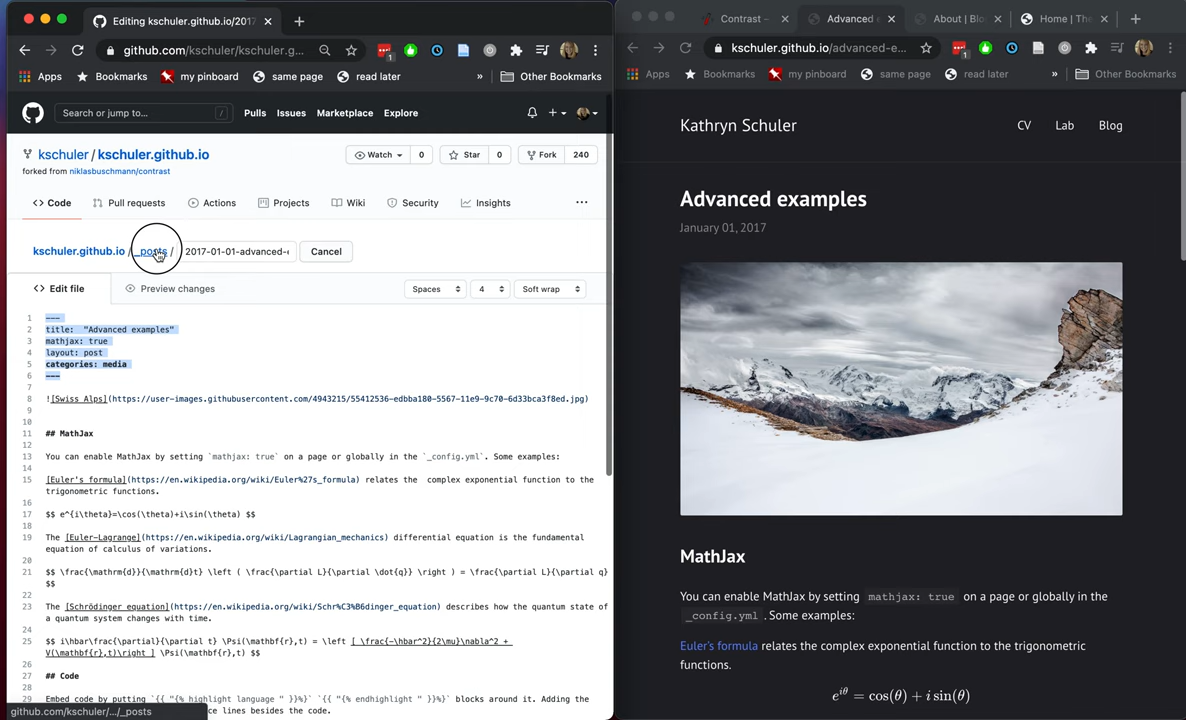 Editing kschuler.github.io/2017
github.com/kschuler/kschuler.g...
1
Apps
Bookmarks
my pinboard
same page
read later
»
Other Bookmarks
Search or jump to...
/
Pulls
Issues
Marketplace
Explore
kschuler / kschuler.github.io
forked from niklasbuschmann/contrast
Watch
0
Star
0
Fork
240
Code
Pull requests
Actions
Projects
Wiki
Security
Insights
kschuler.github.io / _posts /
2017-01-01-advanced-e
Cancel
Edit file
Preview changes
Spaces
4
Soft wrap
1 ---
2 title:  "Advanced examples"
3 mathjax: true
4 layout: post
5 categories: media
6 ---
7
8 ![Swiss Alps](https://user-images.githubusercontent.com/4943215/55412536-edbba180-5567-11e9-9c70-6d33bca3f8ed.jpg)
9
10
11 ## MathJax
12
13 You can enable MathJax by setting `mathjax: true` on a page or globally in the `_config.yml`. Some examples:
14
15 [Euler's formula](https://en.wikipedia.org/wiki/Euler%27s_formula) relates the  complex exponential function to the
trigonometric functions.
16
17 $$ e^{i\theta}=\cos(\theta)+i\sin(\theta) $$
18
19 The [Euler-Lagrange](https://en.wikipedia.org/wiki/Lagrangian_mechanics) differential equation is the fundamental
equation of calculus of variations.
20
21 $$ \frac{\mathrm{d}}{\mathrm{d}t} \left ( \frac{\partial L}{\partial \dot{q}} \right ) = \frac{\partial L}{\partial q}
$$
22
23 The [Schrödinger equation](https://en.wikipedia.org/wiki/Schr%C3%B6dinger_equation) describes how the quantum state of
a quantum system changes with time.
24
25 $$ i\hbar\frac{\partial}{\partial t} \Psi(\mathbf{r},t) = \left [ \frac{-\hbar^2}{2\mu}\nabla^2 +
V(\mathbf{r},t)\right ] \Psi(\mathbf{r},t) $$
26
27 ## Code
28
29 Embed code by putting `{{ "{% highlight language " }}%}` `{{ "{% endhighlight " }}%}` blocks around it. Adding the
ce lines besides the code.
github.com/kschuler/.../_posts
Contrast –
Advanced e
About | Blo
Home | The
kschuler.github.io/advanced-e...
1
Apps
Bookmarks
my pinboard
same page
read later
»
Other Bookmarks
Kathryn Schuler
CV
Lab
Blog
Advanced examples
January 01, 2017
MathJax
You can enable MathJax by setting mathjax: true on a page or globally in the
_config.yml . Some examples:
Euler's formula relates the complex exponential function to the trigonometric
functions.
e^{iθ} = cos(θ) + i sin(θ)